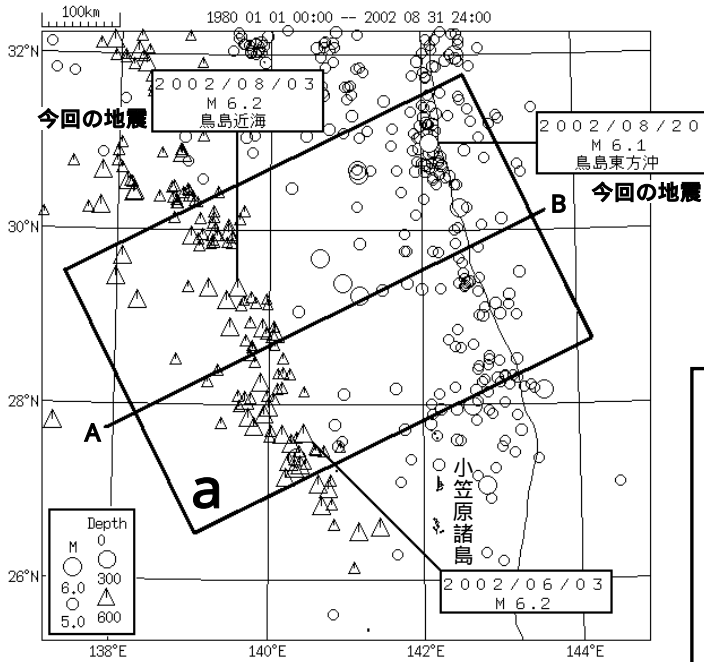 100km
1980 01 01 00:00 -- 2002 08 31 24:00
32°N
2002/08/03
M 6.2
鳥島近海
今回の地震
2002/08/20
M 6.1
鳥島東方沖
今回の地震
B
30°N
28°N
A
a
小笠原諸島
Depth
M
0
6.0
300
5.0
600
26°N
2002/06/03
M 6.2
138°E
140°E
142°E
144°E